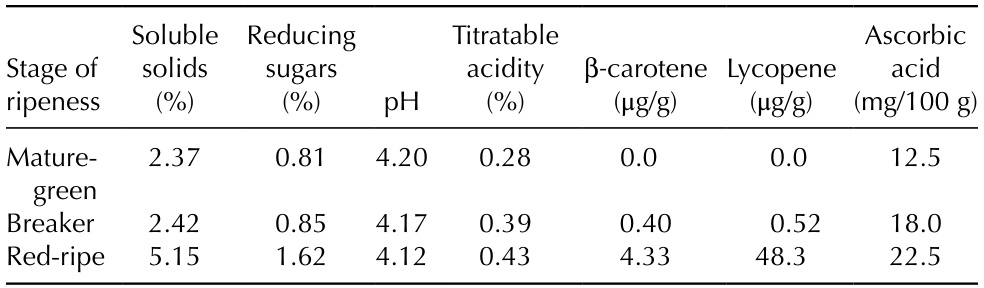 Soluble Reducing Titratable Ascorbic
Stage of solids sugars acidity β-carotene Lycopene acid
ripeness (%) (%) pH (%) (μg/g) (μg/g) (mg/100 g)
Mature- 2.37 0.81 4.20 0.28 0.0 0.0 12.5
green
Breaker 2.42 0.85 4.17 0.39 0.40 0.52 18.0
Red-ripe 5.15 1.62 4.12 0.43 4.33 48.3 22.5